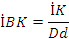 İBK = İK / Dd